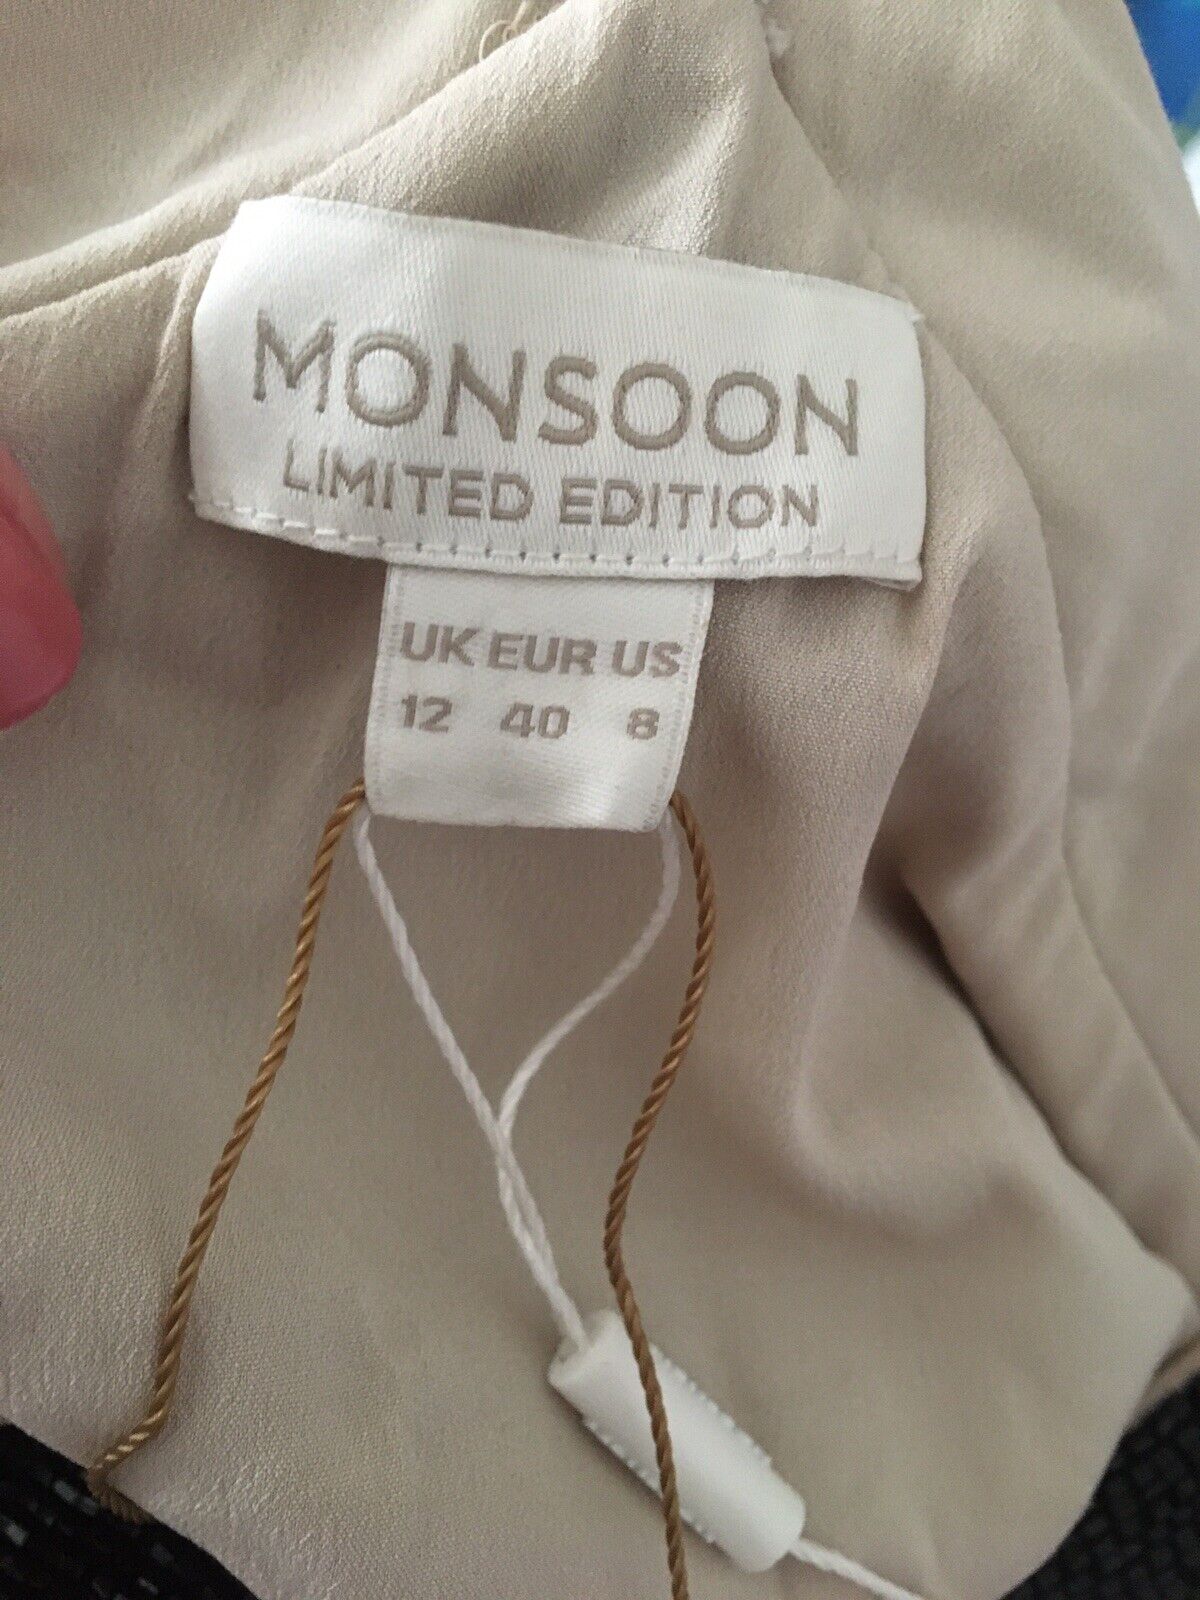 MONSOON
LIMITED EDITION
UK EUR US
12 40 8